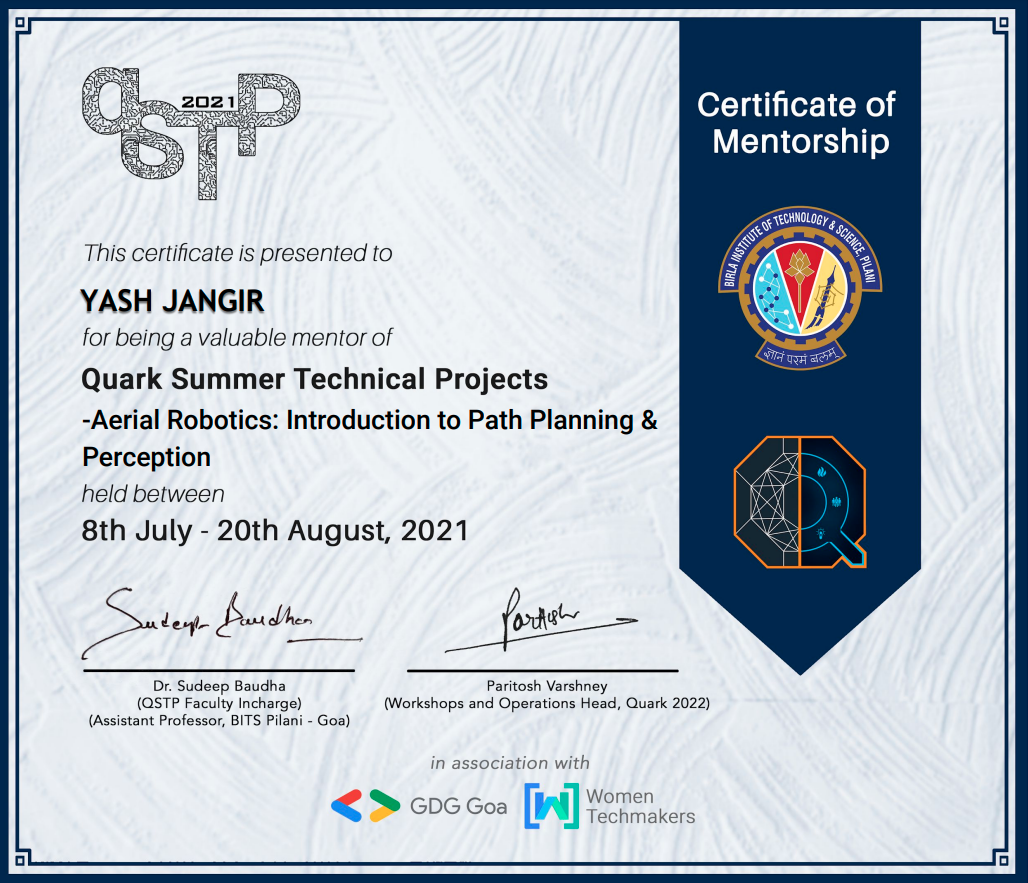 qSTP
2021
Certificate of
Mentorship
BIRLA INSTITUTE OF TECHNOLOGY & SCIENCE, PILANI
ज्ञानं परमं बलम्
This certificate is presented to
YASH JANGIR
for being a valuable mentor of
Quark Summer Technical Projects
-Aerial Robotics: Introduction to Path Planning &
Perception
held between
8th July - 20th August, 2021
Sudeep Baudha
Paritosh
Dr. Sudeep Baudha
(QSTP Faculty Incharge)
(Assistant Professor, BITS Pilani - Goa)
Paritosh Varshney
(Workshops and Operations Head, Quark 2022)
in association with
GDG Goa
Women
Techmakers